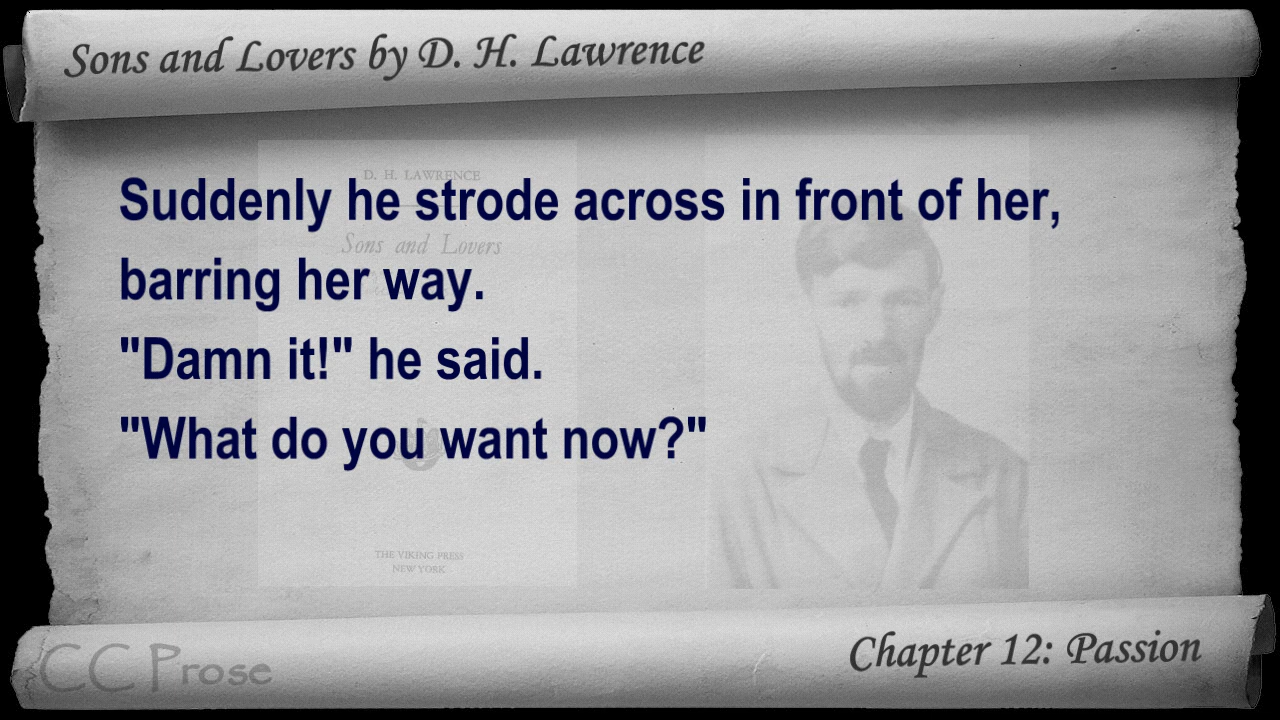 Sons and Lovers by D. H. Lawrence
D. H. LAWRENCE
Suddenly he strode across in front of her,
Sons and Lovers
barring her way.
"Damn it!" he said.
"What do you want now?"
THE VIKING PRESS
NEW YORK
Chapter 12: Passion
CC Prose